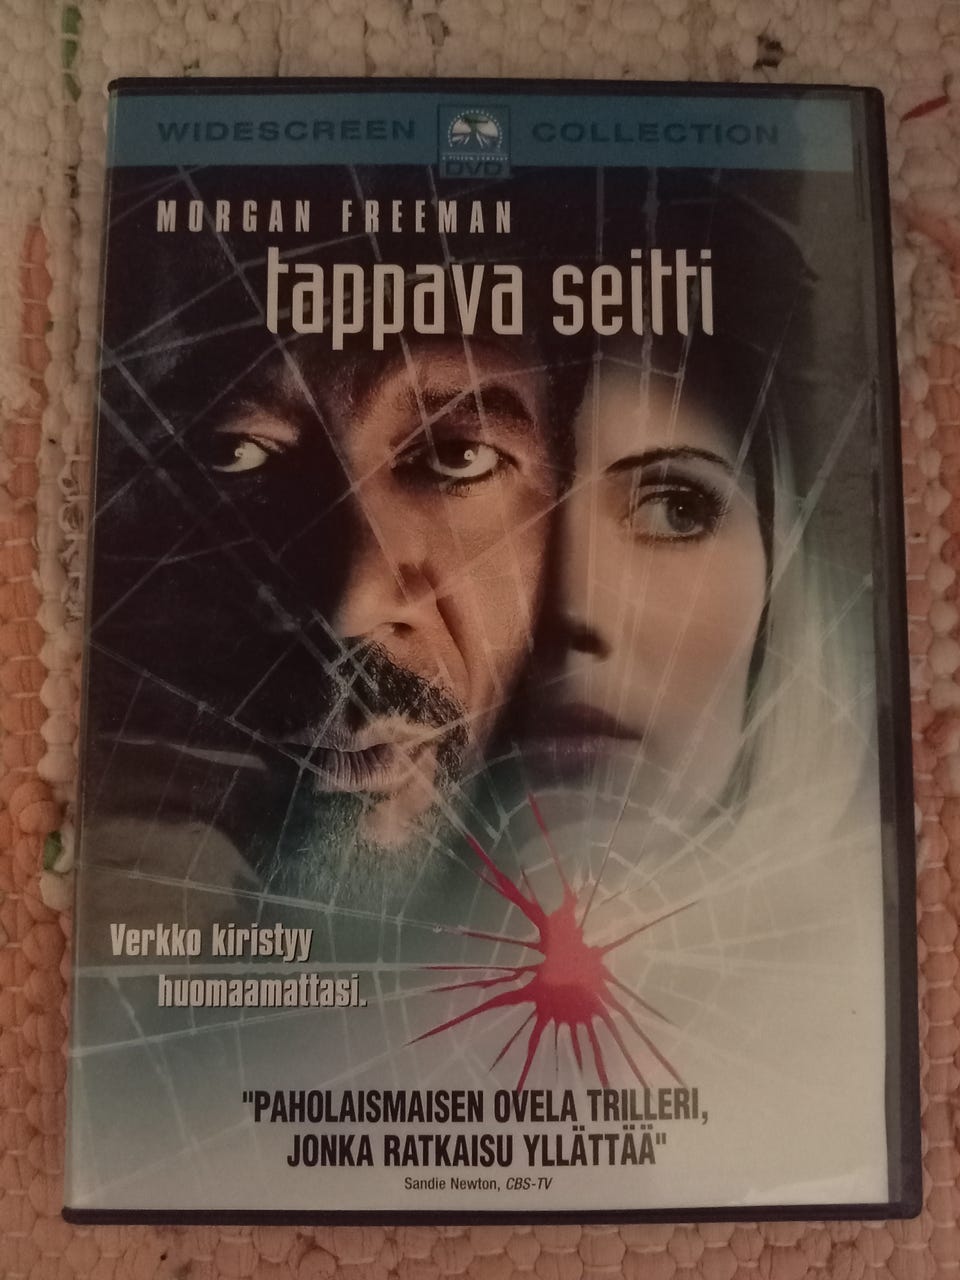 WIDESCREEN COLLECTION
DVD
MORGAN FREEMAN
tappava seitti
Verkko kiristyy
huomaamattasi.
"PAHOLAISMAISEN OVELA TRILLERI,
JONKA RATKAISU YLLÄTTÄÄ"
Sandie Newton, CBS-TV